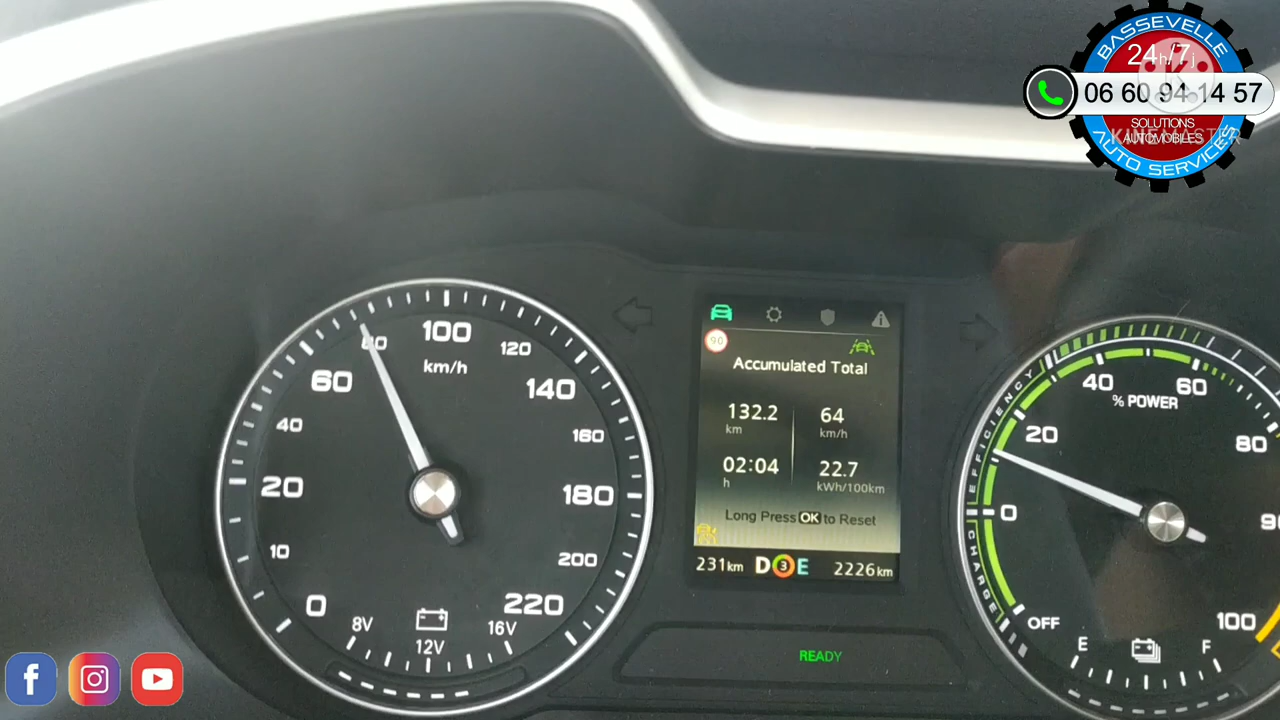 BASSEVELLE
24h/7j
06 60 94 14 57
SOLUTIONS
AUTOMOBILES
KINEMASTER
AUTO SERVICES
0
10
20
40
60
80
100
120
140
160
180
200
220
km/h
8V
12V
16V
90
Accumulated Total
132.2 km
64 km/h
02:04 h
22.7 kWh/100km
Long Press OK to Reset
231km D 3 E 2226km
READY
CHARGE
EFFICIENCY
% POWER
OFF
0
20
40
60
80
100
E
F